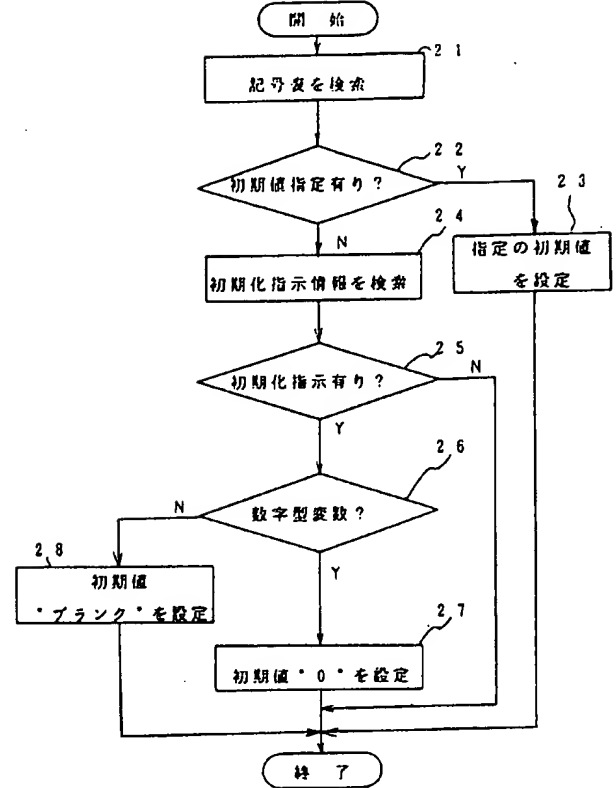 開 始
21
記号表を検索
22
初期値指定有り?
Y
23
指定の初期値
を設定
N
24
初期化指示情報を検索
25
初期化指示有り?
N
Y
26
数字型変数?
N
28
初期値
"ブランク"を設定
Y
27
初期値"0"を設定
終 了